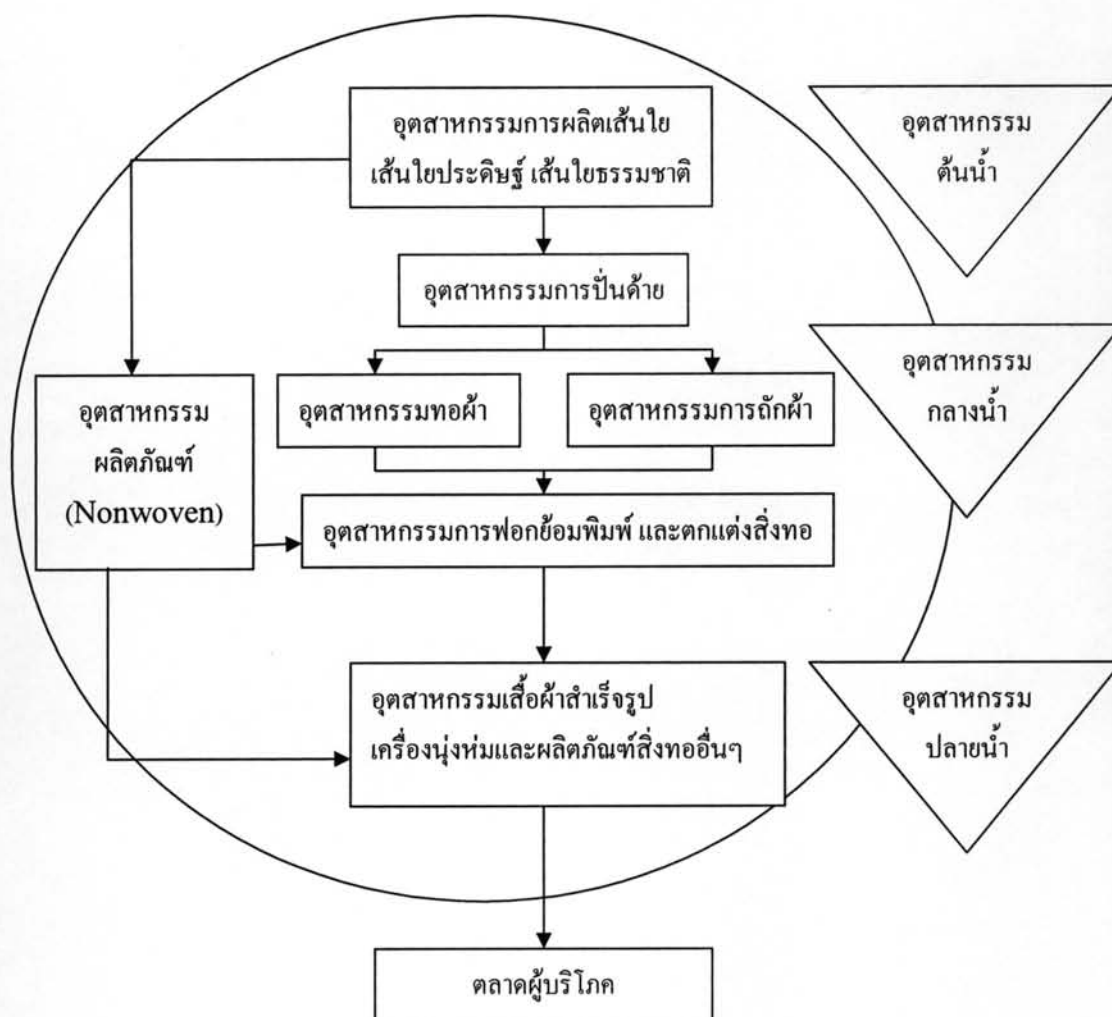 อุตสาหกรรมการผลิตเส้นใย
เส้นใยประดิษฐ์ เส้นใยธรรมชาติ
อุตสาหกรรม
ต้นน้ำ
อุตสาหกรรมการปั่นด้าย
อุตสาหกรรม
ผลิตภัณฑ์
(Nonwoven)
อุตสาหกรรมทอผ้า
อุตสาหกรรมการถักผ้า
อุตสาหกรรม
กลางน้ำ
อุตสาหกรรมการฟอกย้อมพิมพ์ และตกแต่งสิ่งทอ
อุตสาหกรรมเสื้อผ้าสำเร็จรูป
เครื่องนุ่งห่มและผลิตภัณฑ์สิ่งทออื่นๆ
อุตสาหกรรม
ปลายน้ำ
ตลาดผู้บริโภค